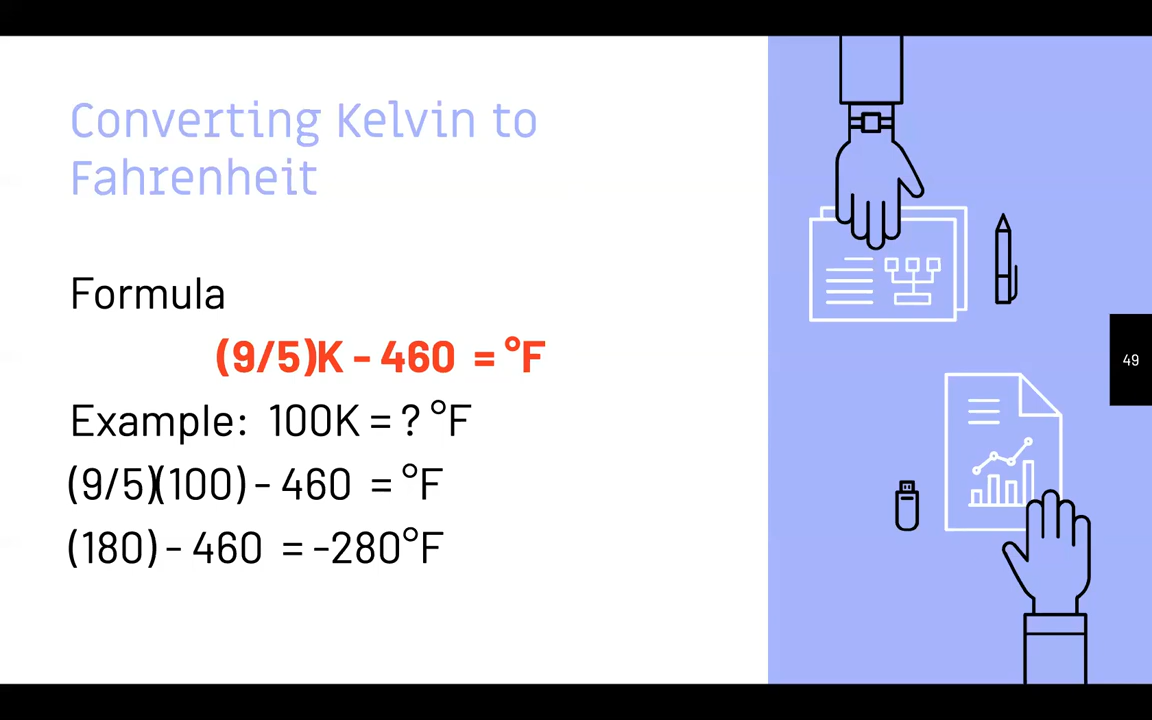 Converting Kelvin to
Fahrenheit
Formula
(9/5)K - 460 = °F
Example: 100K = ? °F
(9/5)(100) - 460 = °F
(180) - 460 = -280°F
49